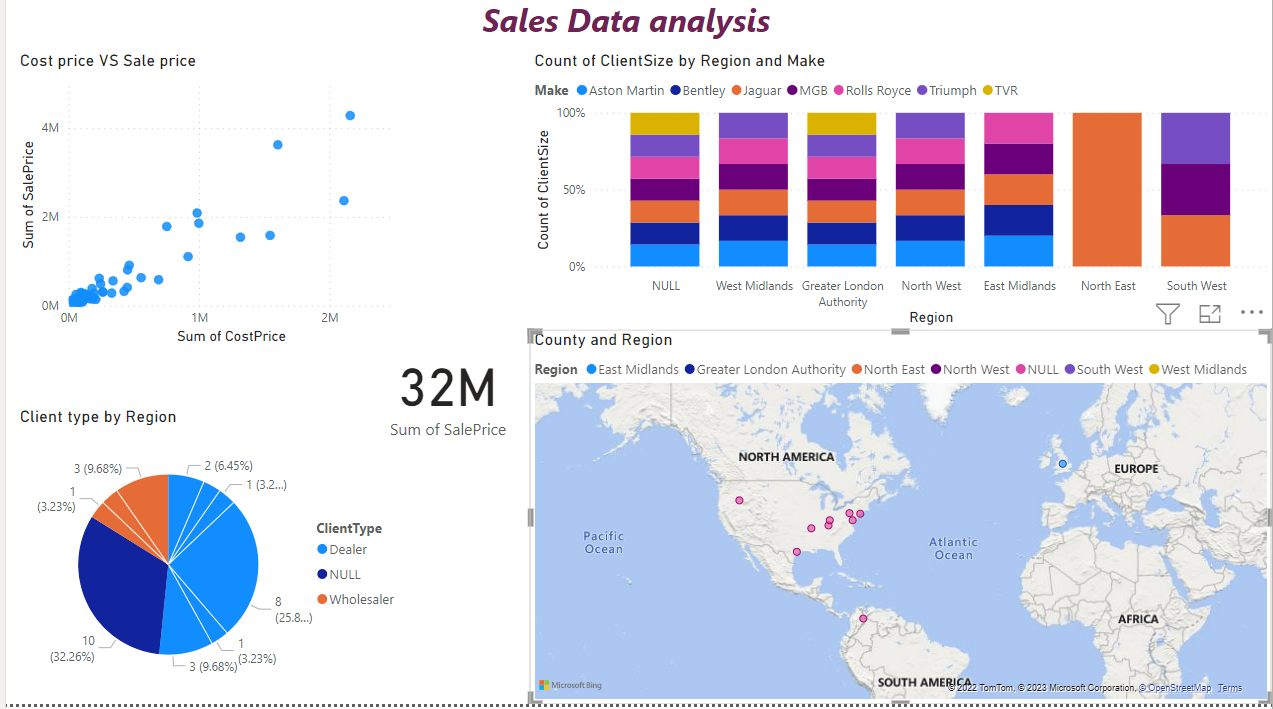 Sales Data analysis
Cost price VS Sale price
4M
2M
0M
0M 1M 2M
Sum of SalePrice
Sum of CostPrice
Count of ClientSize by Region and Make
Make Aston Martin Bentley Jaguar MGB Rolls Royce Triumph TVR
100%
50%
0%
Count of ClientSize
NULL West Midlands Greater London Authority North West East Midlands North East South West
Region
32M
Sum of SalePrice
Client type by Region
3 (9.68%)
2 (6.45%)
1 (3.2...)
1
(3.23%)
8
(25.8...)
10
(32.26%)
1
(3.23%)
3 (9.68%)
ClientType
Dealer
NULL
Wholesaler
County and Region
Region East Midlands Greater London Authority North East North West NULL South West West Midlands
NORTH AMERICA
EUROPE
Pacific
Ocean
Atlantic
Ocean
AFRICA
SOUTH AMERICA
Microsoft Bing
© 2022 TomTom, © 2023 Microsoft Corporation, © OpenStreetMap Terms